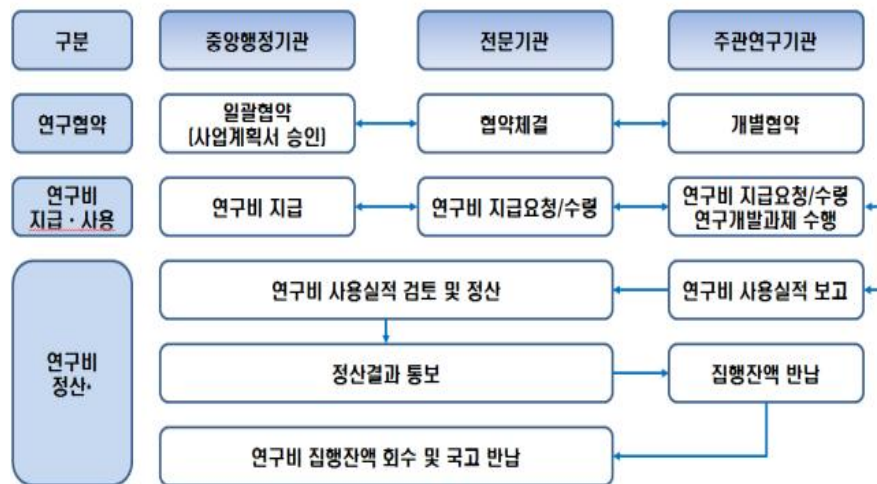 구분
중앙행정기관
전문기관
주관연구기관
연구협약
일괄협약
(사업계획서 승인)
협약체결
개별협약
연구비
지급·사용
연구비 지급
연구비 지급요청/수령
연구비 지급요청/수령
연구개발과제 수행
연구비
정산·
연구비 사용실적 검토 및 정산
연구비 사용실적 보고
정산결과 통보
집행잔액 반납
연구비 집행잔액 회수 및 국고 반납